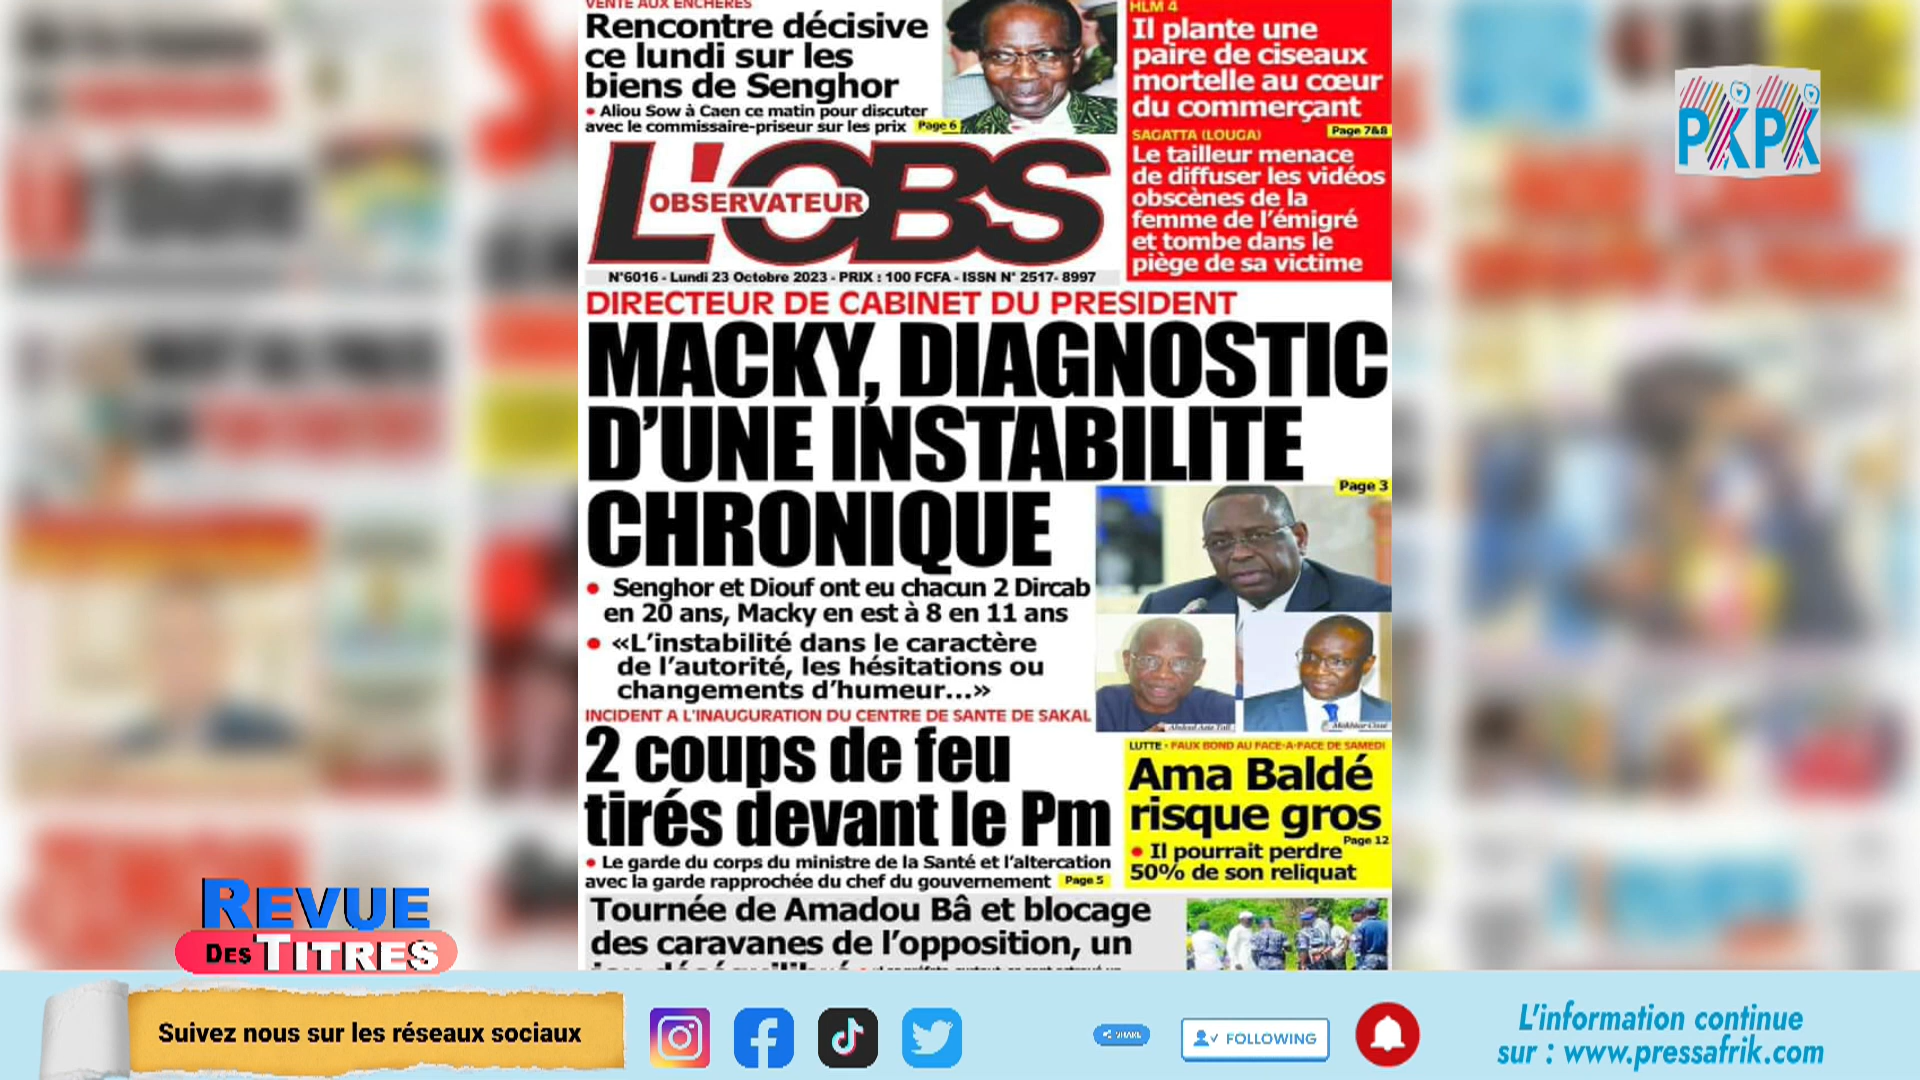 VENTE AUX ENCHERES
Rencontre décisive
ce lundi sur les
biens de Senghor
• Aliou Sow à Caen ce matin pour discuter
avec le commissaire-priseur sur les prix Page 6
HLM 4
Il plante une
paire de ciseaux
mortelle au cœur
du commerçant
Page 7&8
SAGATTA (LOUGA)
Le tailleur menace
de diffuser les vidéos
obscènes de la
femme de l'émigré
et tombe dans le
piège de sa victime
PKPK
L'OBS
OBSERVATEUR
N°6016 - Lundi 23 Octobre 2023 - PRIX : 100 FCFA - ISSN N° 2517- 8997
DIRECTEUR DE CABINET DU PRESIDENT
MACKY, DIAGNOSTIC
D'UNE INSTABILITE
CHRONIQUE
Page 3
• Senghor et Diouf ont eu chacun 2 Dircab
en 20 ans, Macky en est à 8 en 11 ans
• «L'instabilité dans le caractère
de l'autorité, les hésitations ou
changements d'humeur...»
Abdoul Aziz Tall
Makhtar Cissé
INCIDENT A L'INAUGURATION DU CENTRE DE SANTE DE SAKAL
2 coups de feu
tirés devant le Pm
• Le garde du corps du ministre de la Santé et l'altercation
avec la garde rapprochée du chef du gouvernement Page 5
LUTTE - FAUX BOND AU FACE-A-FACE DE SAMEDI
Ama Baldé
risque gros
Page 12
• Il pourrait perdre
50% de son reliquat
Tournée de Amadou Bâ et blocage
des caravanes de l'opposition, un
REVUE
DES TITRES
Suivez nous sur les réseaux sociaux
SHARE
FOLLOWING
L'information continue
sur : www.pressafrik.com